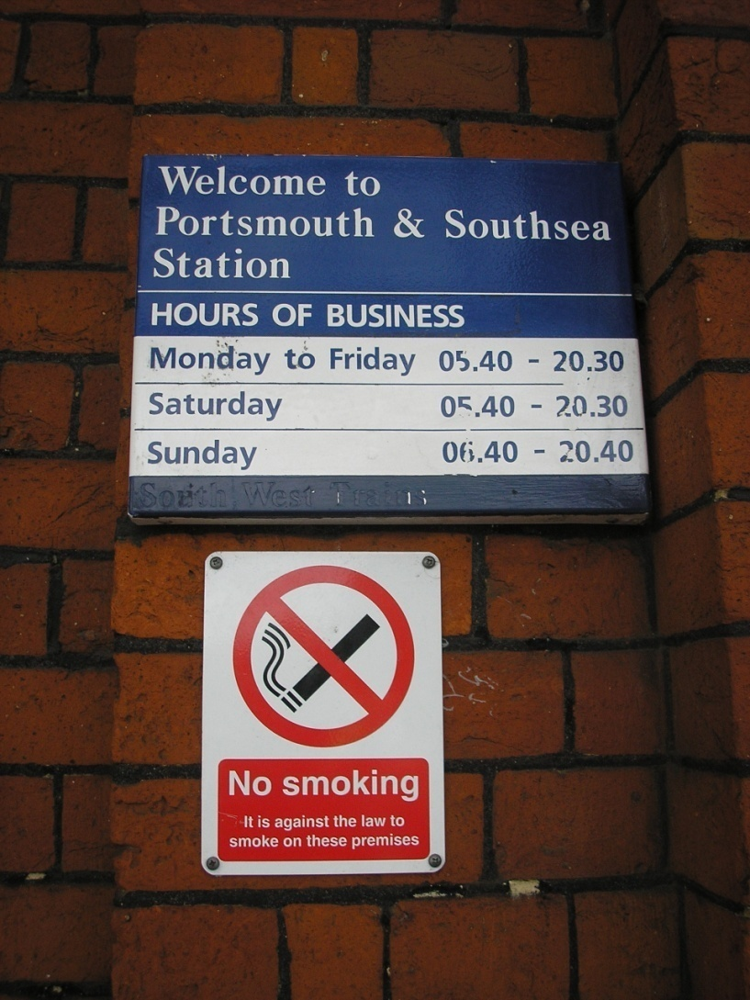 Welcome to
Portsmouth & Southsea
Station
HOURS OF BUSINESS
Monday to Friday 05.40 - 20.30
Saturday 05.40 - 20.30
Sunday 06.40 - 20.40
South West Trains
No smoking
It is against the law to
smoke on these premises